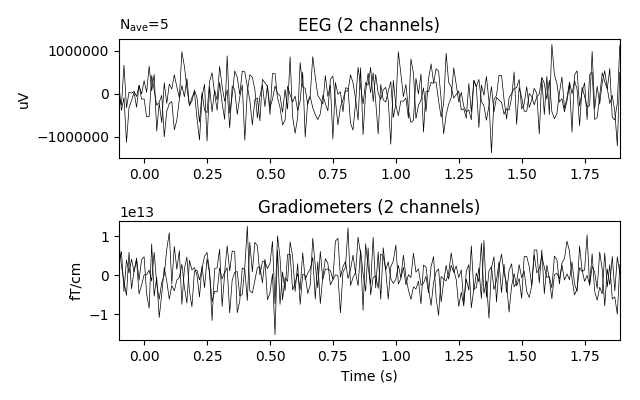 N_ave=5
EEG (2 channels)
1000000
0
−1000000
uV
0.00 0.25 0.50 0.75 1.00 1.25 1.50 1.75
1e13
Gradiometers (2 channels)
1
0
−1
fT/cm
0.00 0.25 0.50 0.75 1.00 1.25 1.50 1.75
Time (s)